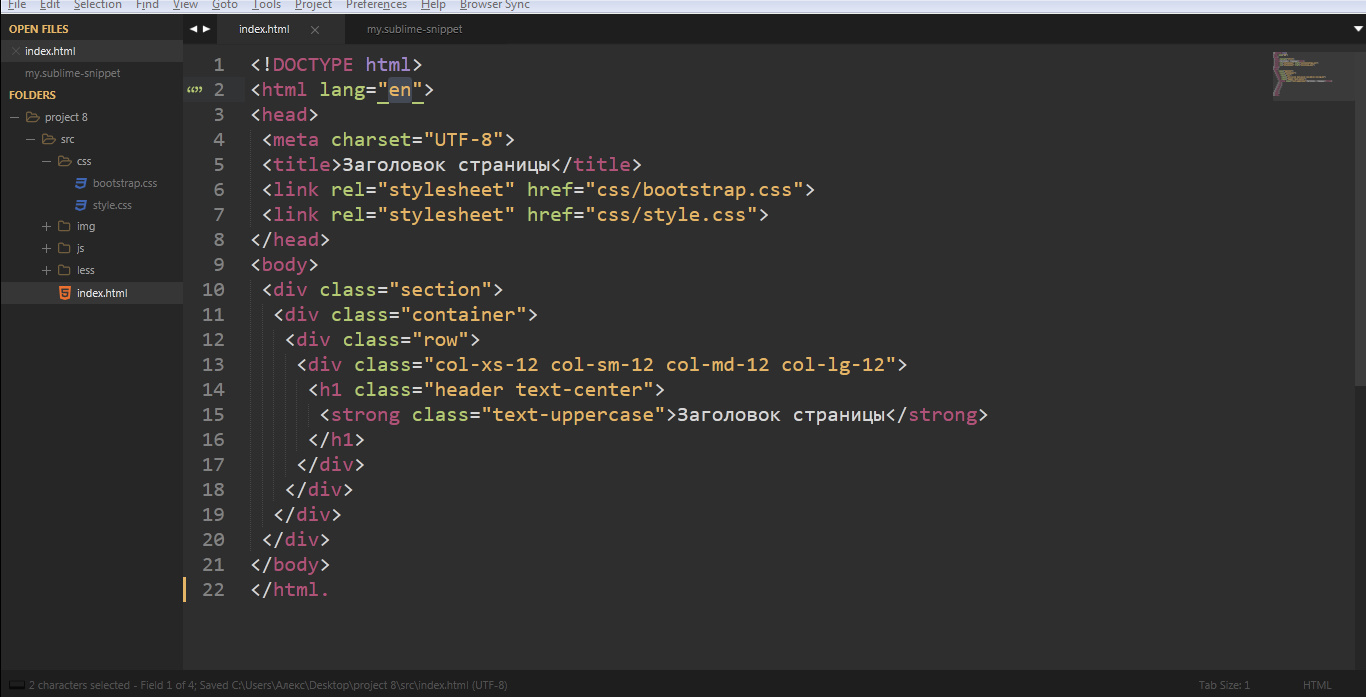 File Edit Selection Find View Goto Tools Project Preferences Help Browser Sync
OPEN FILES
index.html
my.sublime-snippet
FOLDERS
project 8
src
css
bootstrap.css
style.css
img
js
less
index.html
index.html my.sublime-snippet
1 <!DOCTYPE html>
2 <html lang="en">
3 <head>
4 <meta charset="UTF-8">
5 <title>Заголовок страницы</title>
6 <link rel="stylesheet" href="css/bootstrap.css">
7 <link rel="stylesheet" href="css/style.css">
8 </head>
9 <body>
10 <div class="section">
11 <div class="container">
12 <div class="row">
13 <div class="col-xs-12 col-sm-12 col-md-12 col-lg-12">
14 <h1 class="header text-center">
15 <strong class="text-uppercase">Заголовок страницы</strong>
16 </h1>
17 </div>
18 </div>
19 </div>
20 </div>
21 </body>
22 </html.
2 characters selected - Field 1 of 4; Saved C:\Users\Алекс\Desktop\project 8\src\index.html (UTF-8) Tab Size: 1 HTML